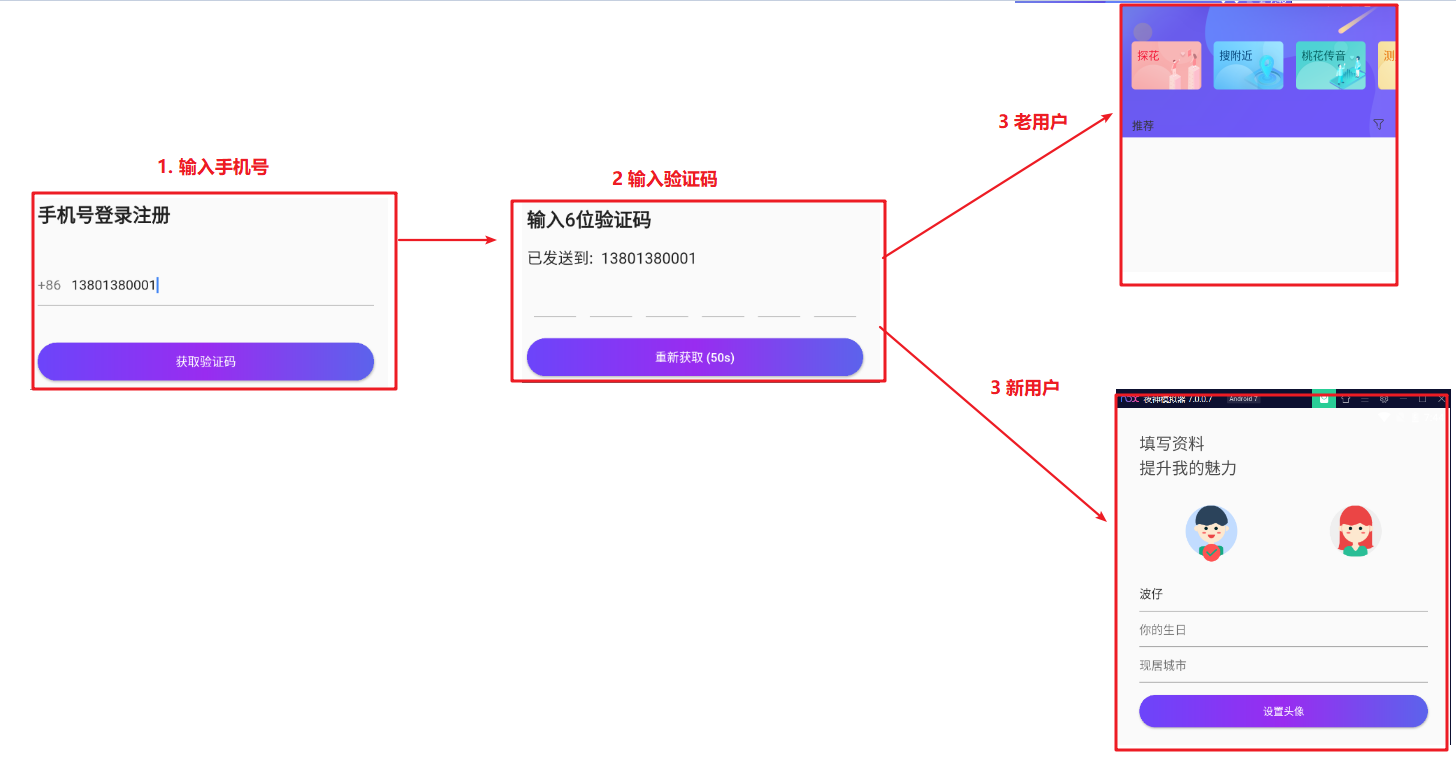 1. 输入手机号
手机号登录注册
+86 13801380001
获取验证码
2 输入验证码
输入6位验证码
已发送到: 13801380001
重新获取 (50s)
3 老用户
探花
搜附近
桃花传音
测
推荐
3 新用户
夜神模拟器 7.0.0.7 Android 7
填写资料
提升我的魅力
波仔
你的生日
现居城市
设置头像